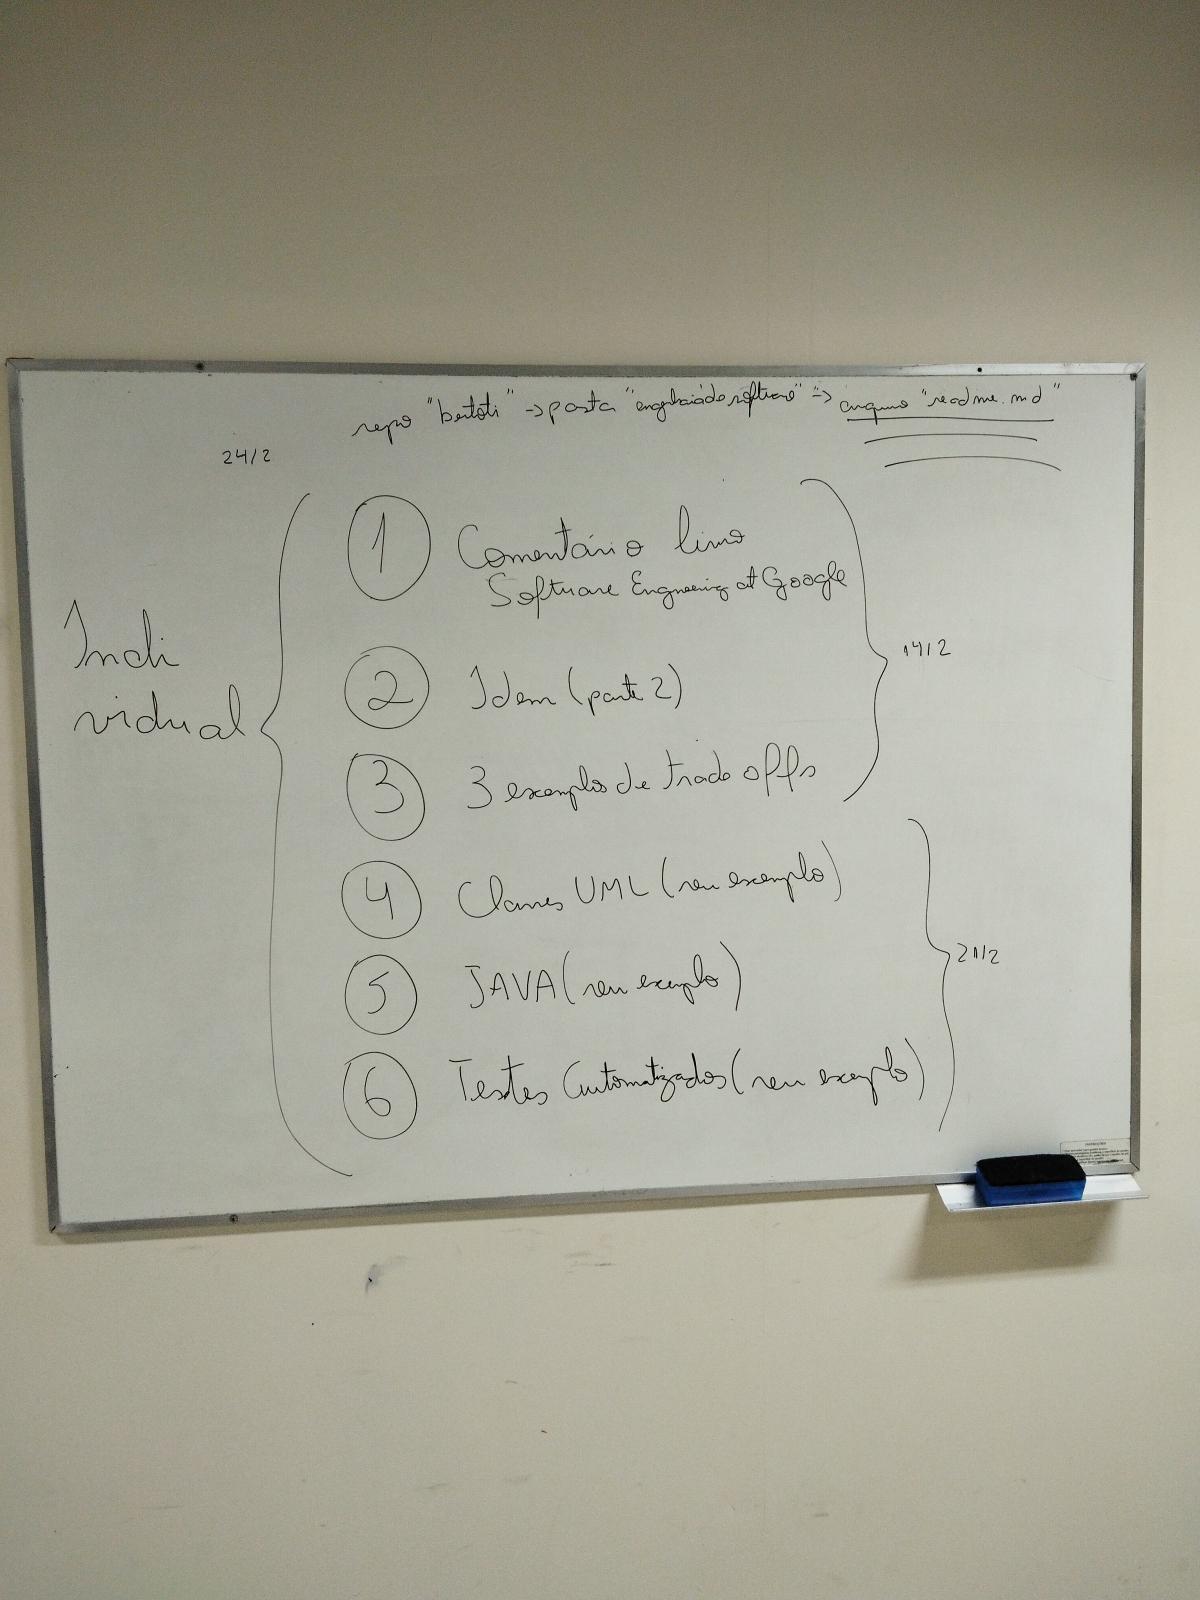 repo "bertoti" -> pasta "engenhariadesoftware" -> arquivo "readme.md"
24/2
Indi
vidual
1 Comentário livro
Software Engineering at Google
2 Idem (parte 2)
3 3 exemplos de trade offs
14/2
4 Classes UML (seu exemplo)
5 JAVA (seu exemplo)
21/2
6 Testes Automatizados (seu exemplo)